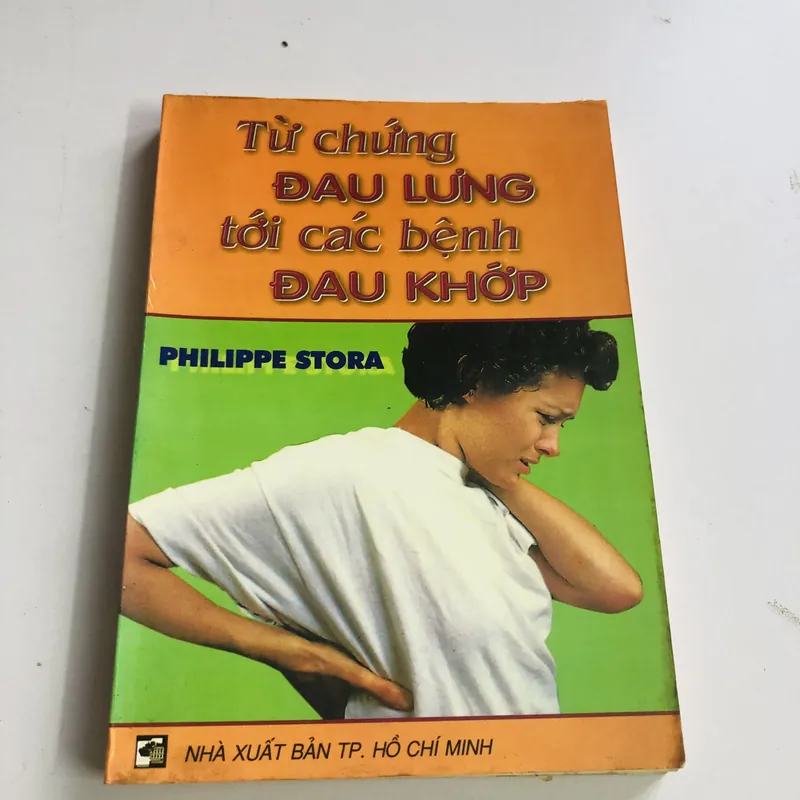 Từ chứng
ĐAU LƯNG
tới các bệnh
ĐAU KHỚP
PHILIPPE STORA
NHÀ XUẤT BẢN TP. HỒ CHÍ MINH